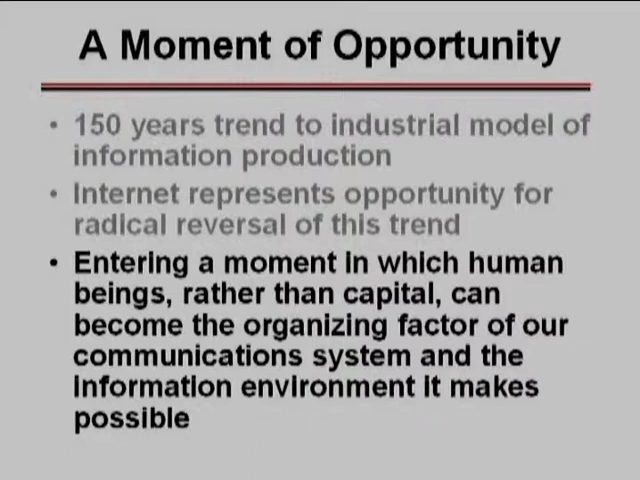 A Moment of Opportunity
• 150 years trend to industrial model of
information production
• Internet represents opportunity for
radical reversal of this trend
• Entering a moment in which human
beings, rather than capital, can
become the organizing factor of our
communications system and the
information environment it makes
possible